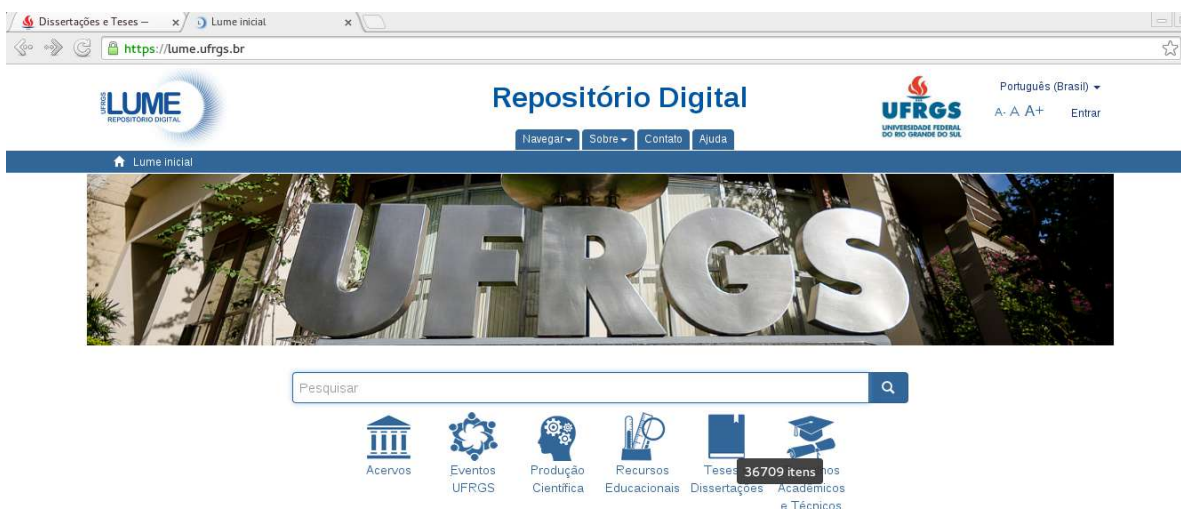 Dissertações e Teses —
Lume inicial
https://lume.ufrgs.br
UFRGS
LUME
REPOSITÓRIO DIGITAL
Repositório Digital
Navegar
Sobre
Contato
Ajuda
UFRGS
UNIVERSIDADE FEDERAL
DO RIO GRANDE DO SUL
Português (Brasil)
A- A A+ Entrar
Lume inicial
UFRGS
Pesquisar
Acervos
Eventos
UFRGS
Produção
Científica
Recursos
Educacionais
Teses
Dissertações
36709 itens
Acadêmicos
e Técnicos